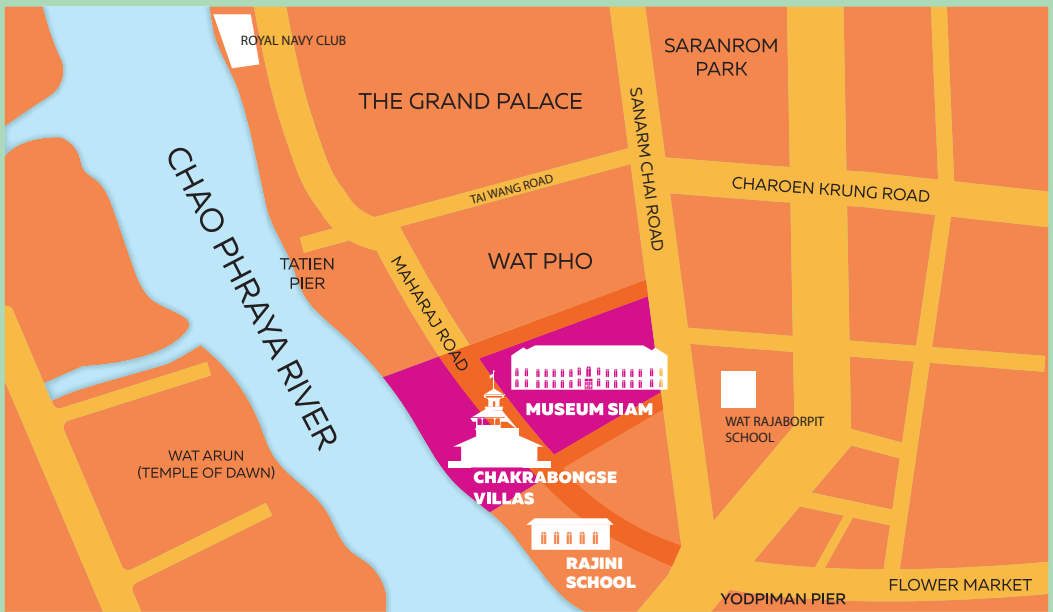 ROYAL NAVY CLUB
SARANROM
PARK
THE GRAND PALACE
SANARM CHAI ROAD
CHAO PHRAYA RIVER
TAI WANG ROAD
CHAROEN KRUNG ROAD
TATIEN
PIER
WAT PHO
MAHARAJ ROAD
MUSEUM SIAM
WAT RAJABORPIT
SCHOOL
WAT ARUN
(TEMPLE OF DAWN)
CHAKRABONGSE
VILLAS
RAJINI
SCHOOL
FLOWER MARKET
YODPIMAN PIER